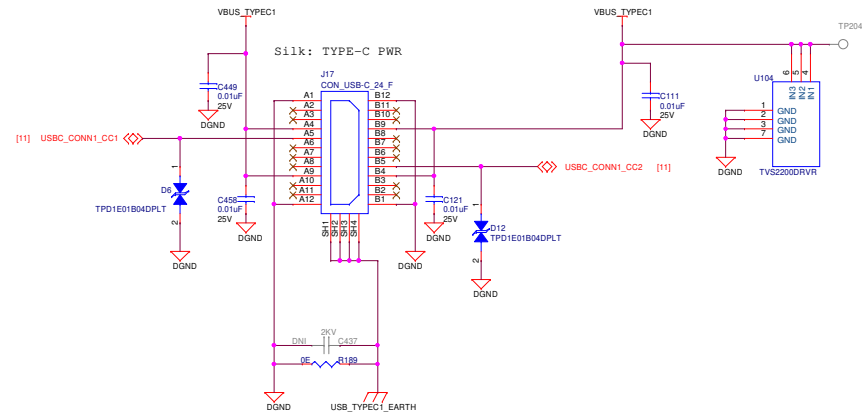 VBUS_TYPEC1
VBUS_TYPEC1
TP204
Silk: TYPE-C PWR
J17
CON_USB-C_24_F
U104
6 5 4
IN3 IN2 IN1
C449
0.01uF
25V
DGND
C111
0.01uF
25V
DGND
A1 B12
A2 B11
A3 B10
A4 B9
A5 B8
A6 B7
A7 B6
A8 B5
A9 B4
A10 B3
A11 B2
A12 B1
SH1 SH2 SH3 SH4
1 GND
2 GND
3 GND
7 GND
DGND
TVS2200DRVR
[11] USBC_CONN1_CC1
USBC_CONN1_CC2 [11]
1
D6
TPD1E01B04DPLT
2
DGND
C458
0.01uF
25V
DGND
C121
0.01uF
25V
DGND
DGND
1
D12
TPD1E01B04DPLT
2
DGND
2KV
DNI C437
0E R189
DGND
USB_TYPEC1_EARTH